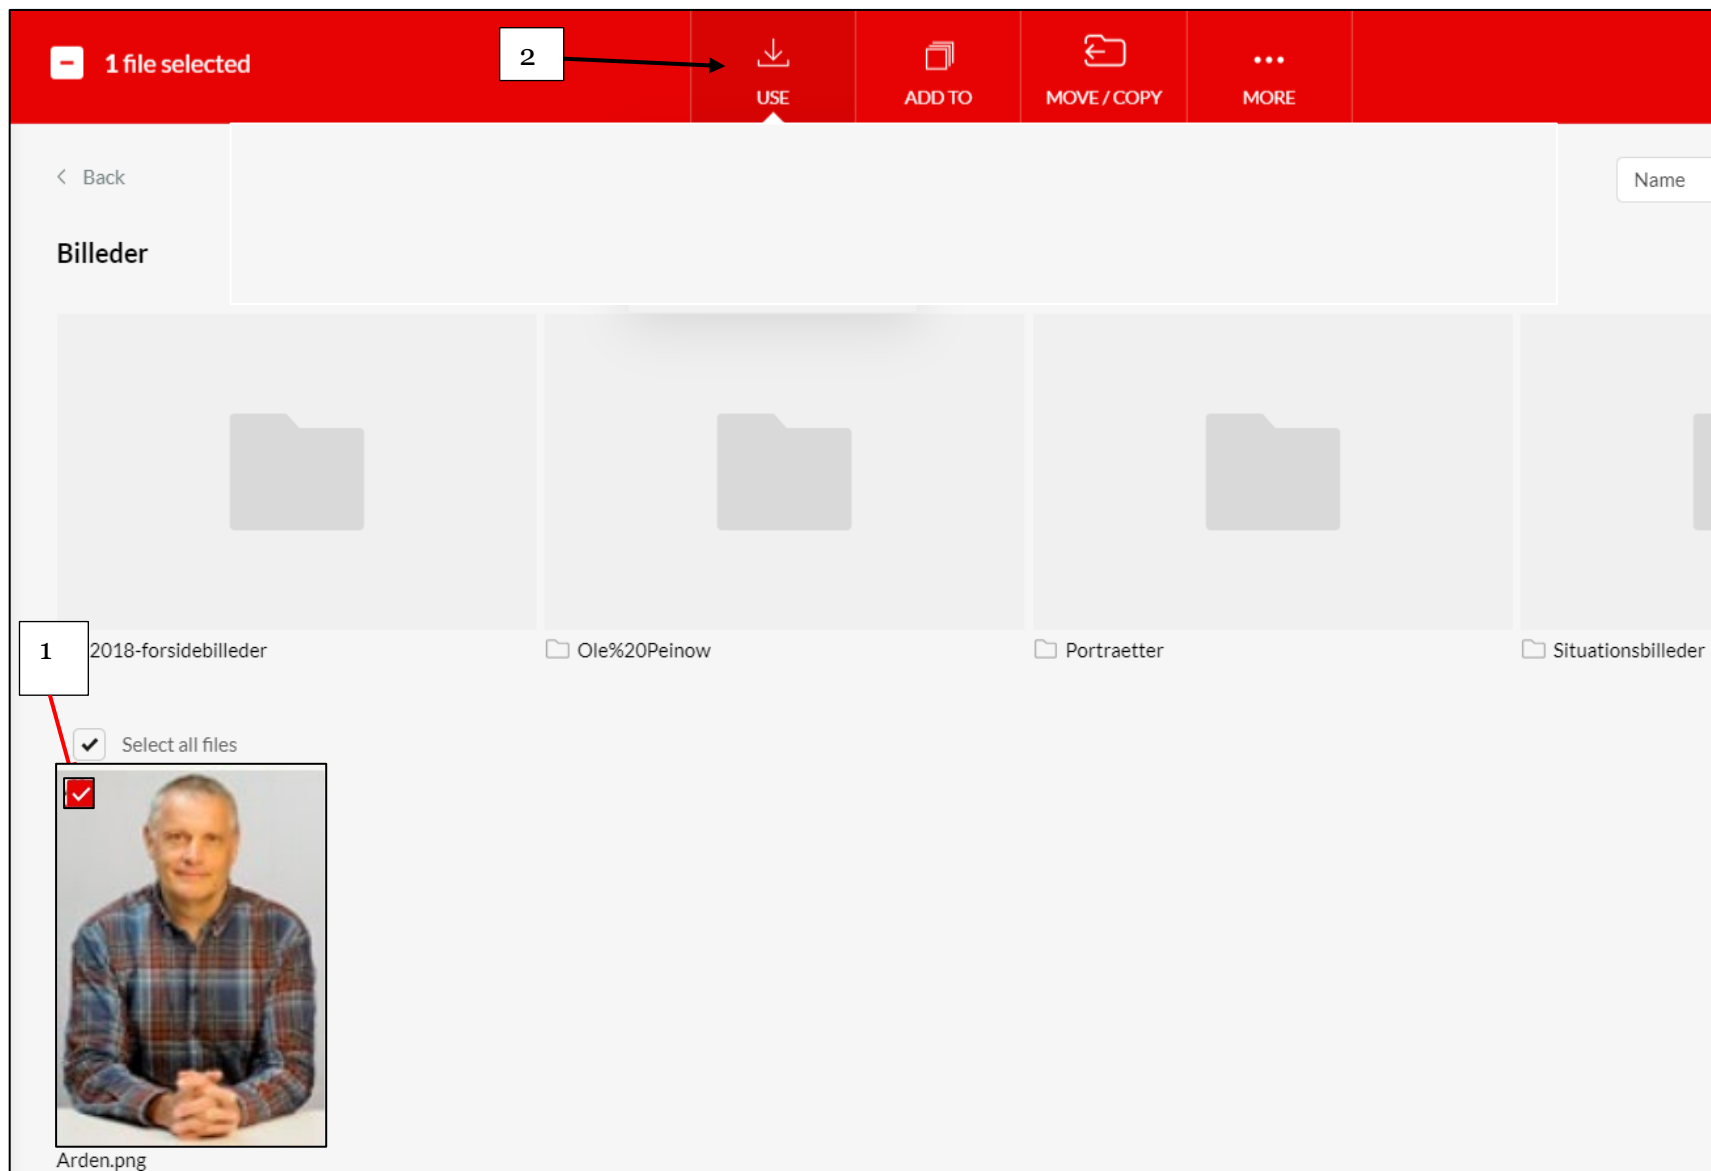 1 file selected
2
USE
ADD TO
MOVE / COPY
MORE
Back
Name
Billeder
1
2018-forsidebilleder
Ole%20Peinow
Portraetter
Situationsbilleder
Select all files
Arden.png